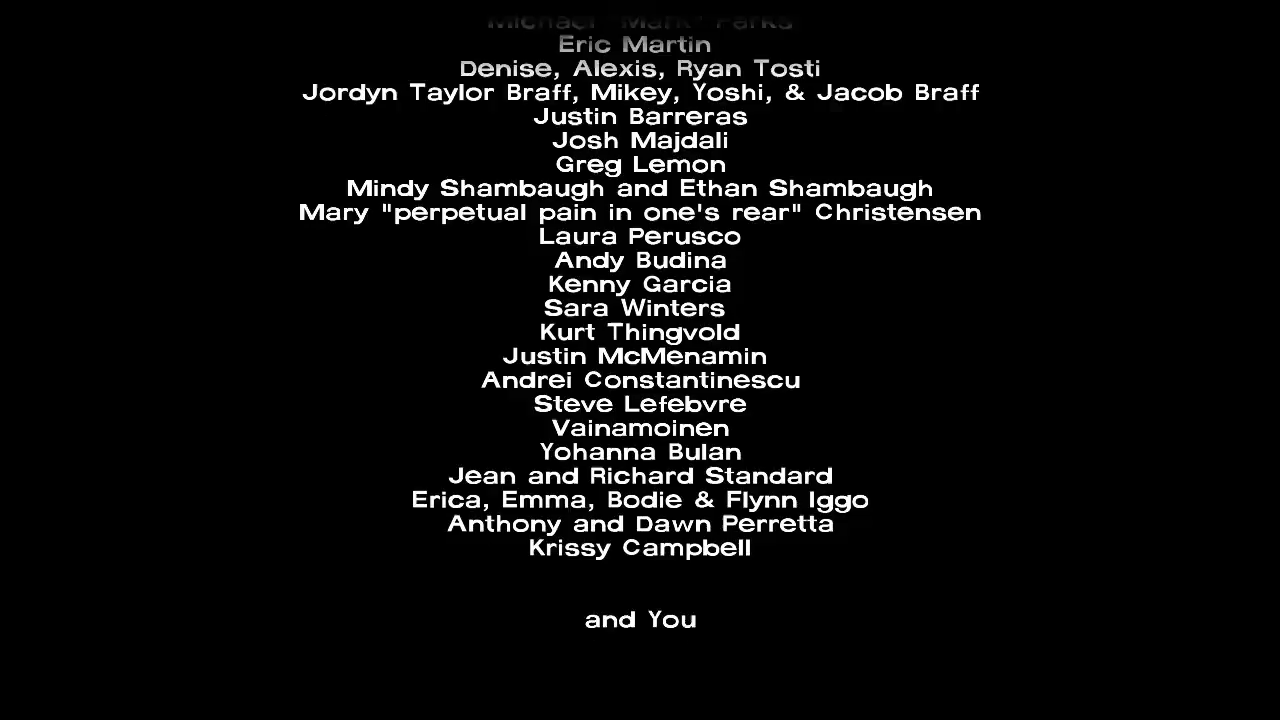 Michael "Mark" Parks
Eric Martin
Denise, Alexis, Ryan Tosti
Jordyn Taylor Braff, Mikey, Yoshi, & Jacob Braff
Justin Barreras
Josh Majdali
Greg Lemon
Mindy Shambaugh and Ethan Shambaugh
Mary "perpetual pain in one's rear" Christensen
Laura Perusco
Andy Budina
Kenny Garcia
Sara Winters
Kurt Thingvold
Justin McMenamin
Andrei Constantinescu
Steve Lefebvre
Vainamoinen
Yohanna Bulan
Jean and Richard Standard
Erica, Emma, Bodie & Flynn Iggo
Anthony and Dawn Perretta
Krissy Campbell
and You